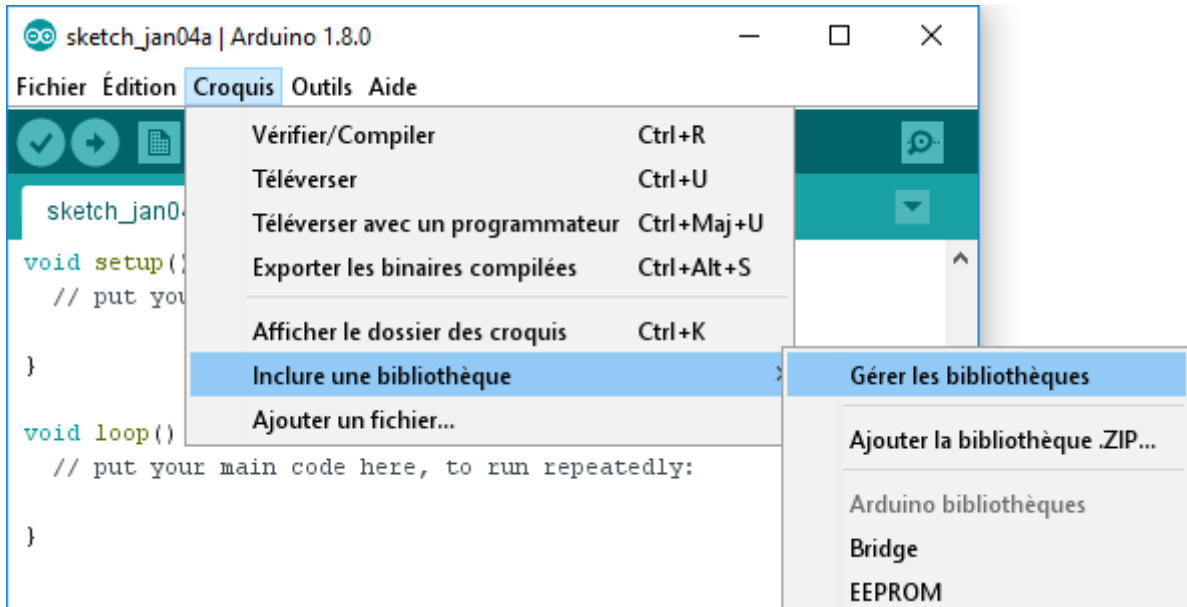 sketch_jan04a | Arduino 1.8.0
Fichier Édition Croquis Outils Aide
Vérifier/Compiler Ctrl+R
Téléverser Ctrl+U
Téléverser avec un programmateur Ctrl+Maj+U
Exporter les binaires compilées Ctrl+Alt+S
Afficher le dossier des croquis Ctrl+K
Inclure une bibliothèque
Ajouter un fichier...
Gérer les bibliothèques
Ajouter la bibliothèque .ZIP...
Arduino bibliothèques
Bridge
EEPROM
sketch_jan04
void setup()
// put you
}
void loop()
// put your main code here, to run repeatedly:
}